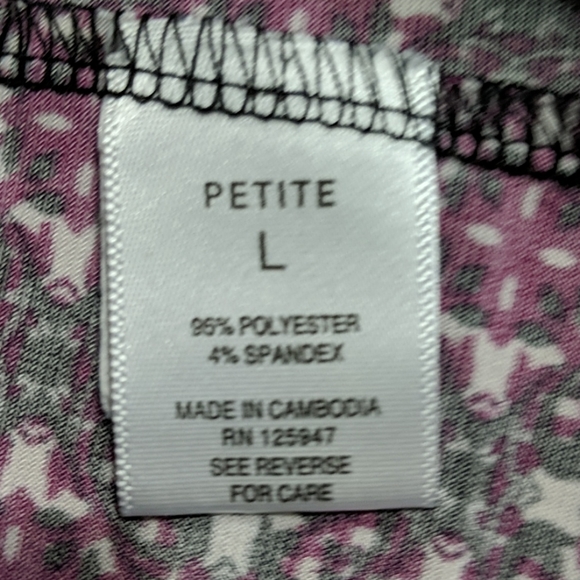 PETITE
L
96% POLYESTER
4% SPANDEX
MADE IN CAMBODIA
RN 125947
SEE REVERSE
FOR CARE